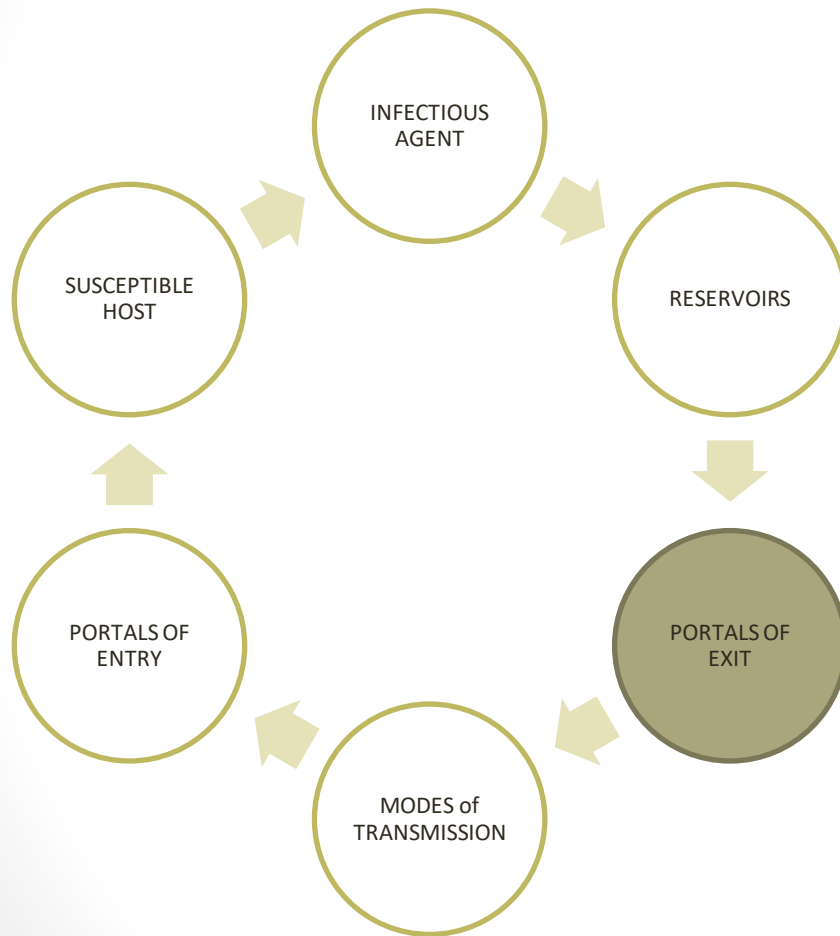 INFECTIOUS
AGENT
RESERVOIRS
PORTALS OF
EXIT
MODES of
TRANSMISSION
PORTALS OF
ENTRY
SUSCEPTIBLE
HOST